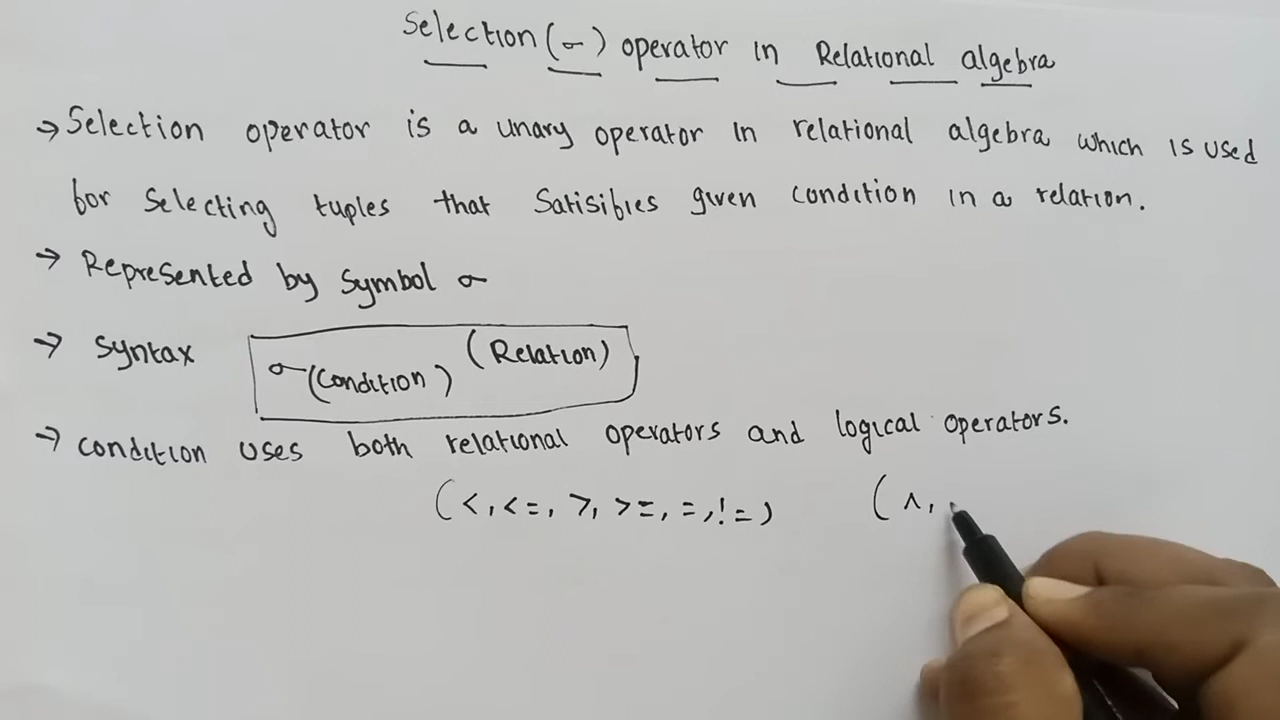 Selection (σ) operator in Relational algebra
→ Selection operator is a unary operator in relational algebra which is used
for selecting tuples that satisifies given condition in a relation.
→ Represented by symbol σ
→ Syntax σ(condition) (Relation)
→ condition uses both relational operators and logical operators.
(<, <=, >, >=, =, !=) (∧,